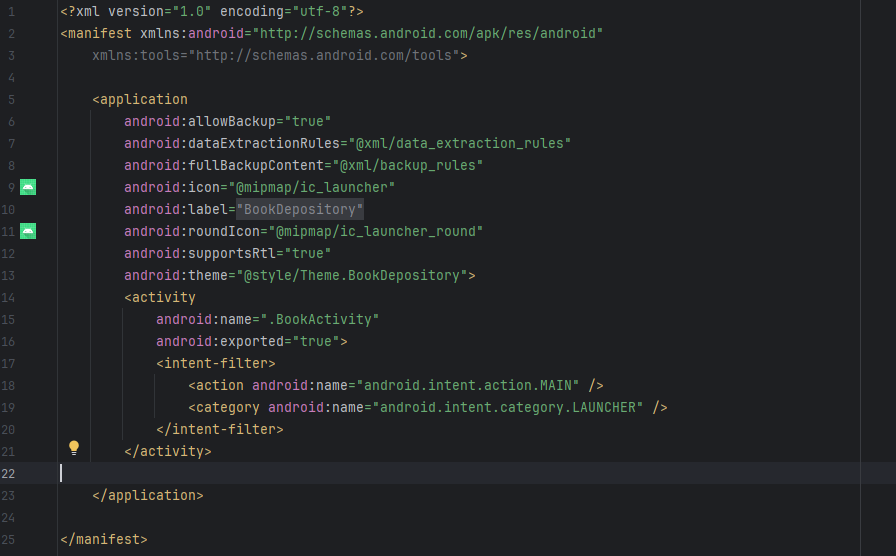 1 <?xml version="1.0" encoding="utf-8"?>
2 <manifest xmlns:android="http://schemas.android.com/apk/res/android"
3     xmlns:tools="http://schemas.android.com/tools">
4
5     <application
6         android:allowBackup="true"
7         android:dataExtractionRules="@xml/data_extraction_rules"
8         android:fullBackupContent="@xml/backup_rules"
9         android:icon="@mipmap/ic_launcher"
10         android:label="BookDepository"
11         android:roundIcon="@mipmap/ic_launcher_round"
12         android:supportsRtl="true"
13         android:theme="@style/Theme.BookDepository">
14         <activity
15             android:name=".BookActivity"
16             android:exported="true">
17             <intent-filter>
18                 <action android:name="android.intent.action.MAIN" />
19                 <category android:name="android.intent.category.LAUNCHER" />
20             </intent-filter>
21         </activity>
22
23     </application>
24
25 </manifest>